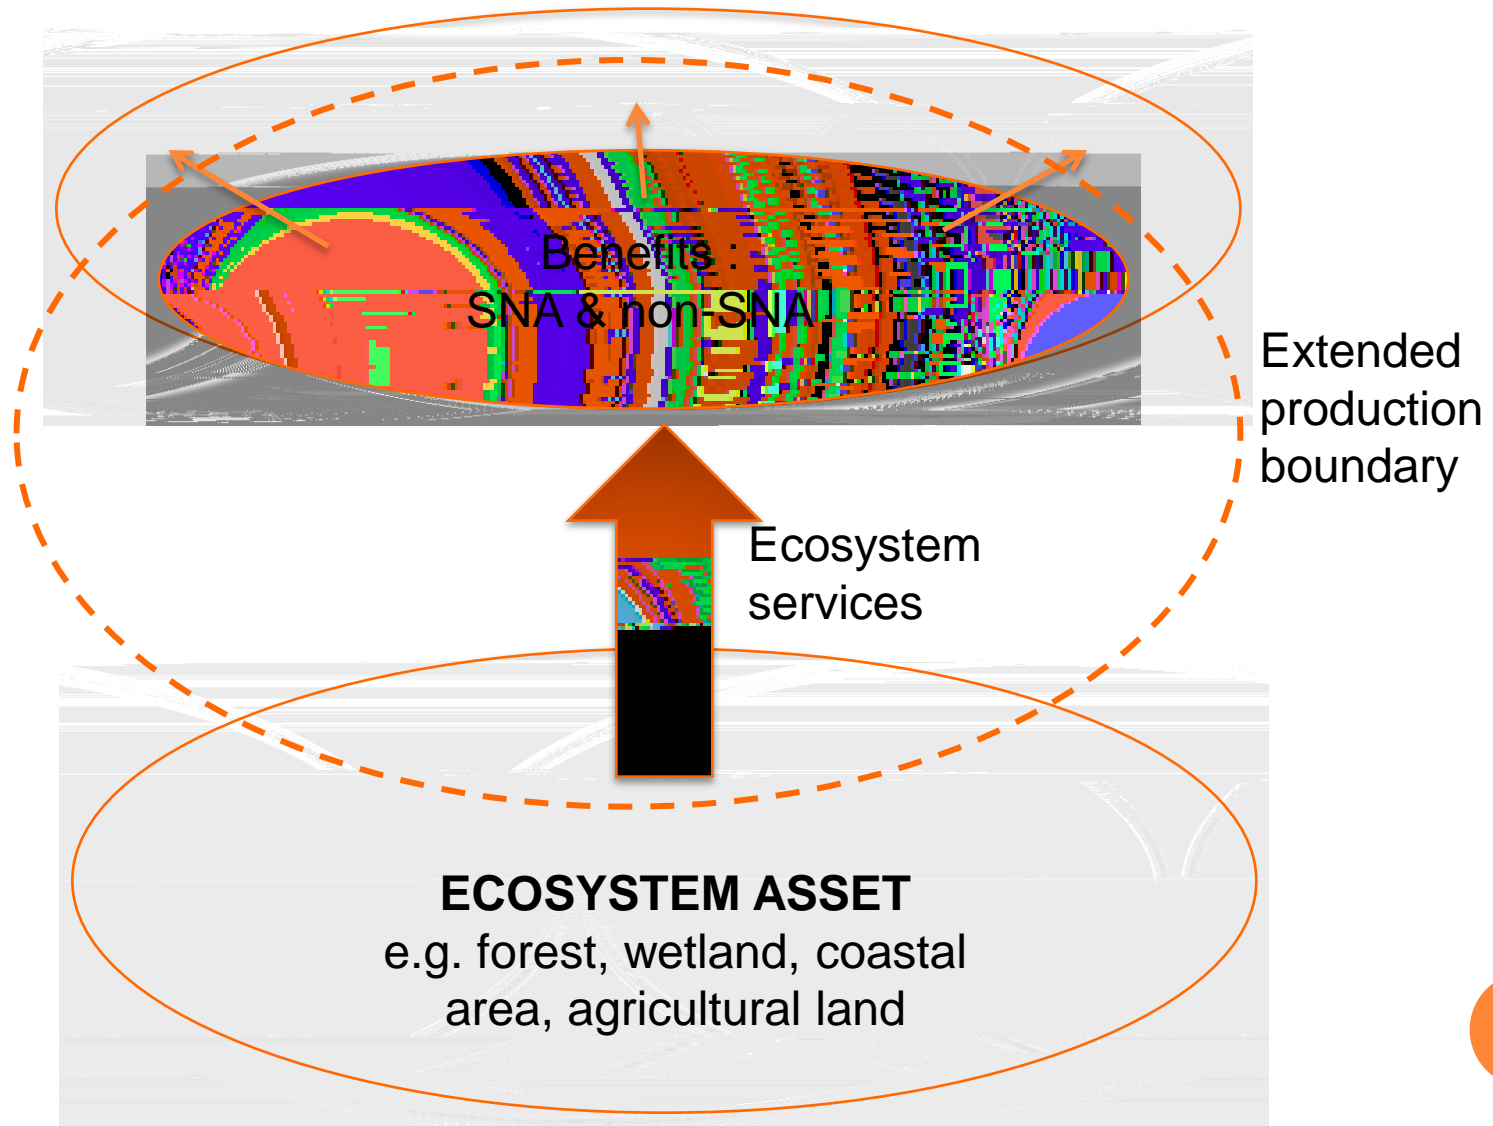 Benefits :
SNA & non-SNA
Extended
production
boundary
Ecosystem
services
ECOSYSTEM ASSET
e.g. forest, wetland, coastal
area, agricultural land